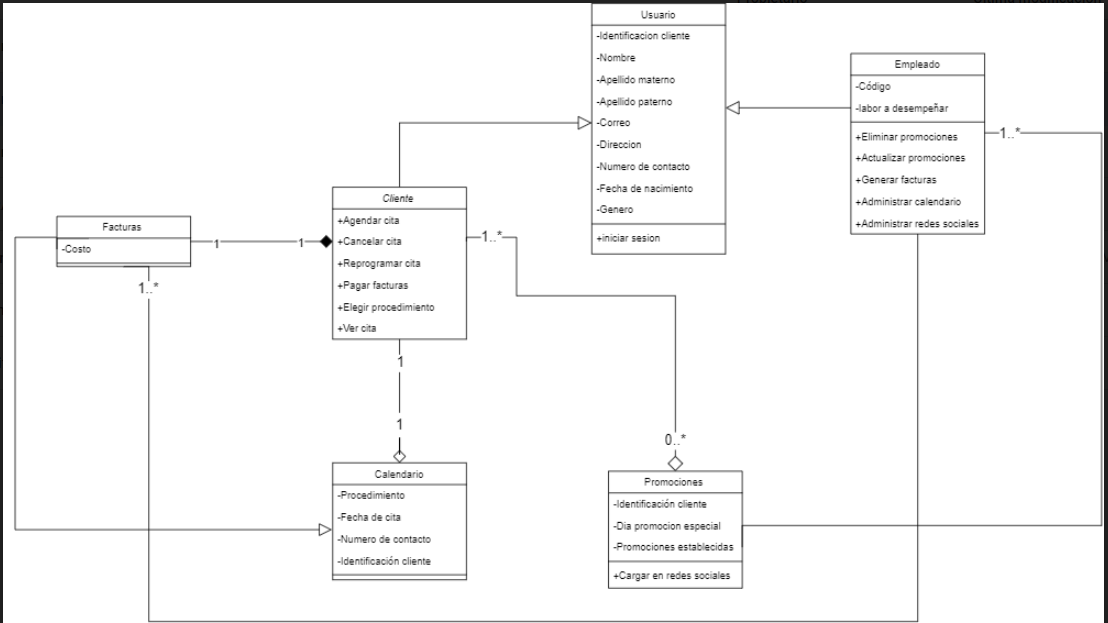 Usuario
-Identificacion cliente
-Nombre
-Apellido materno
-Apellido paterno
-Correo
-Direccion
-Numero de contacto
-Fecha de nacimiento
-Genero
+iniciar sesion
Empleado
-Código
-labor a desempeñar
+Eliminar promociones
+Actualizar promociones
+Generar facturas
+Administrar calendario
+Administrar redes sociales
1..*
Cliente
+Agendar cita
+Cancelar cita
+Reprogramar cita
+Pagar facturas
+Elegir procedimiento
+Ver cita
1..*
Facturas
-Costo
1
1
1..*
1
1
0..*
Calendario
-Procedimiento
-Fecha de cita
-Numero de contacto
-Identificación cliente
Promociones
-Identificación cliente
-Dia promocion especial
-Promociones establecidas
+Cargar en redes sociales